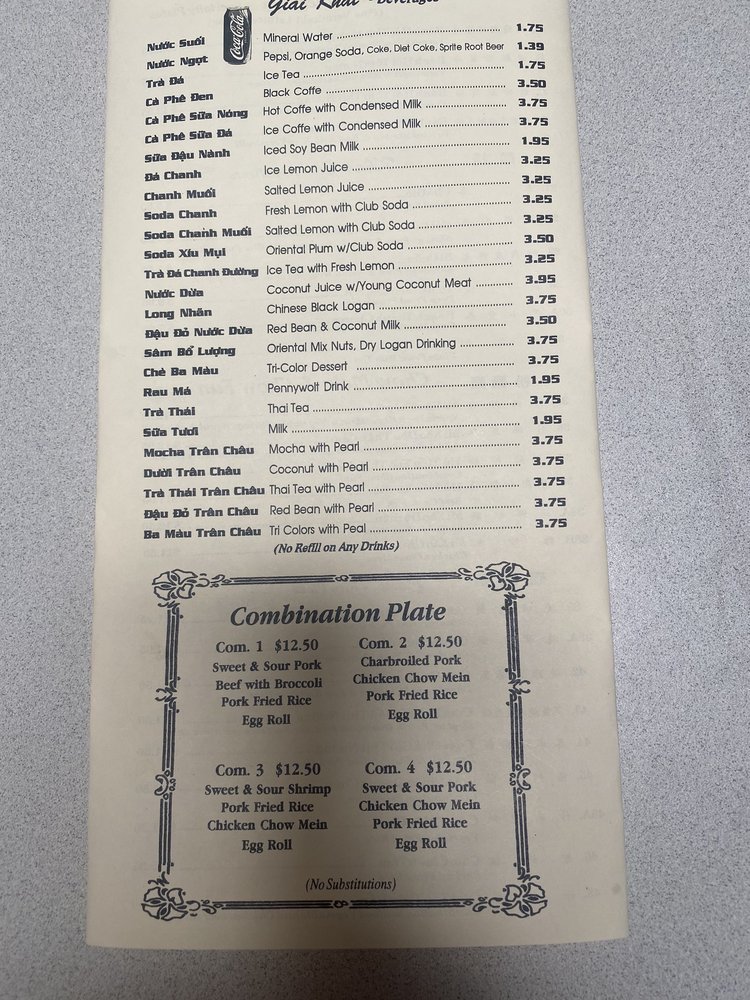 Giải Khát - Beverages
Coca-Cola
Nước Suối Mineral Water 1.75
Nước Ngọt Pepsi, Orange Soda, Coke, Diet Coke, Sprite Root Beer 1.39
Trà Đá Ice Tea 1.75
Cà Phê Đen Black Coffe 3.50
Cà Phê Sữa Nóng Hot Coffe with Condensed Milk 3.75
Cà Phê Sữa Đá Ice Coffe with Condensed Milk 3.75
Sữa Đậu Nành Iced Soy Bean Milk 1.95
Đá Chanh Ice Lemon Juice 3.25
Chanh Muối Salted Lemon Juice 3.25
Soda Chanh Fresh Lemon with Club Soda 3.25
Soda Chanh Muối Salted Lemon with Club Soda 3.25
Soda Xíu Mụi Oriental Plum w/Club Soda 3.50
Trà Đá Chanh Đường Ice Tea with Fresh Lemon 3.25
Nước Dừa Coconut Juice w/Young Coconut Meat 3.95
Long Nhãn Chinese Black Logan 3.75
Đậu Đỏ Nước Dừa Red Bean & Coconut Milk 3.50
Sâm Bổ Lượng Oriental Mix Nuts, Dry Logan Drinking 3.75
Chè Ba Màu Tri-Color Dessert 3.75
Rau Má Pennywolt Drink 1.95
Trà Thái Thai Tea 3.75
Sữa Tươi Milk 1.95
Mocha Trân Châu Mocha with Pearl 3.75
Dười Trân Châu Coconut with Pearl 3.75
Trà Thái Trân Châu Thai Tea with Pearl 3.75
Đậu Đỏ Trân Châu Red Bean with Pearl 3.75
Ba Màu Trân Châu Tri Colors with Peal 3.75
(No Refill on Any Drinks)
Combination Plate
Com. 1 $12.50
Sweet & Sour Pork
Beef with Broccoli
Pork Fried Rice
Egg Roll
Com. 2 $12.50
Charbroiled Pork
Chicken Chow Mein
Pork Fried Rice
Egg Roll
Com. 3 $12.50
Sweet & Sour Shrimp
Pork Fried Rice
Chicken Chow Mein
Egg Roll
Com. 4 $12.50
Sweet & Sour Pork
Chicken Chow Mein
Pork Fried Rice
Egg Roll
(No Substitutions)